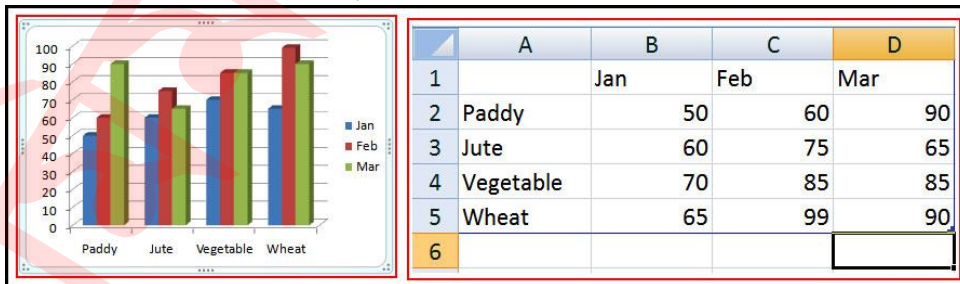 100
90
80
70
60
50
40
30
20
10
0
Paddy Jute Vegetable Wheat
Jan
Feb
Mar
A B C D
1 Jan Feb Mar
2 Paddy 50 60 90
3 Jute 60 75 65
4 Vegetable 70 85 85
5 Wheat 65 99 90
6